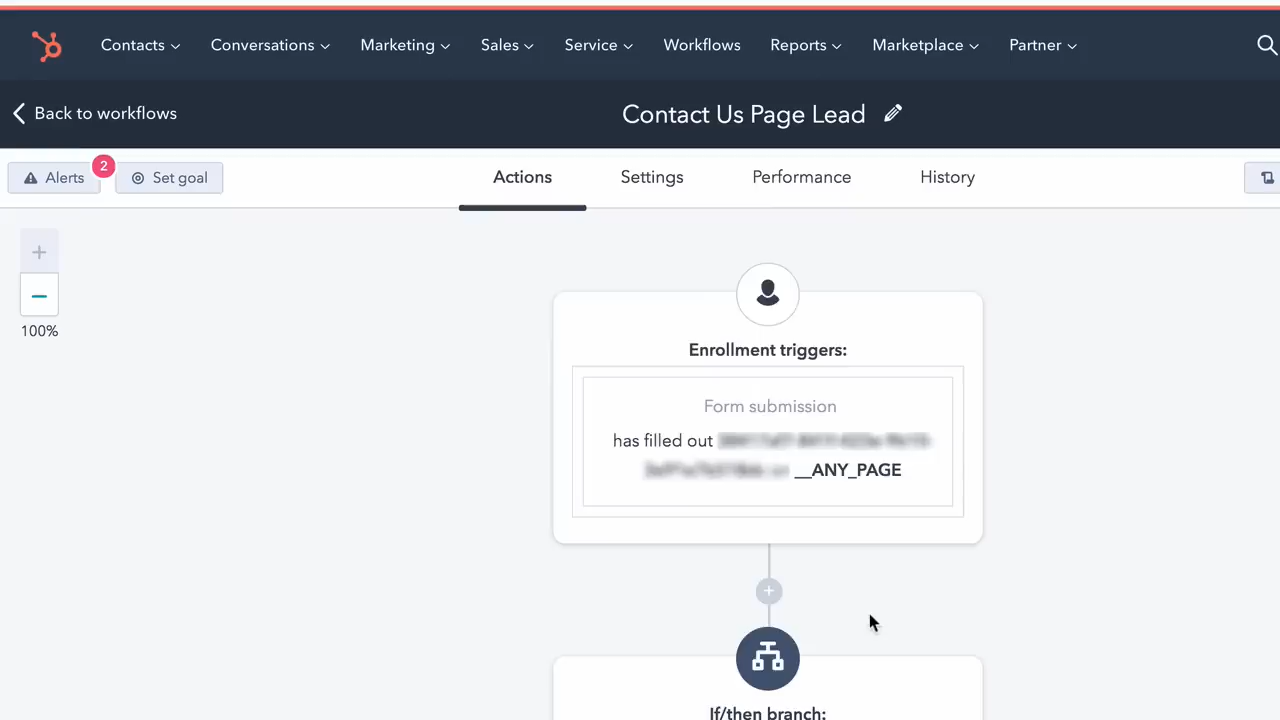 Contacts Conversations Marketing Sales Service Workflows Reports Marketplace Partner
Back to workflows
Contact Us Page Lead
Alerts 2 Set goal
Actions Settings Performance History
100%
Enrollment triggers:
Form submission
has filled out
__ANY_PAGE
If/then branch: